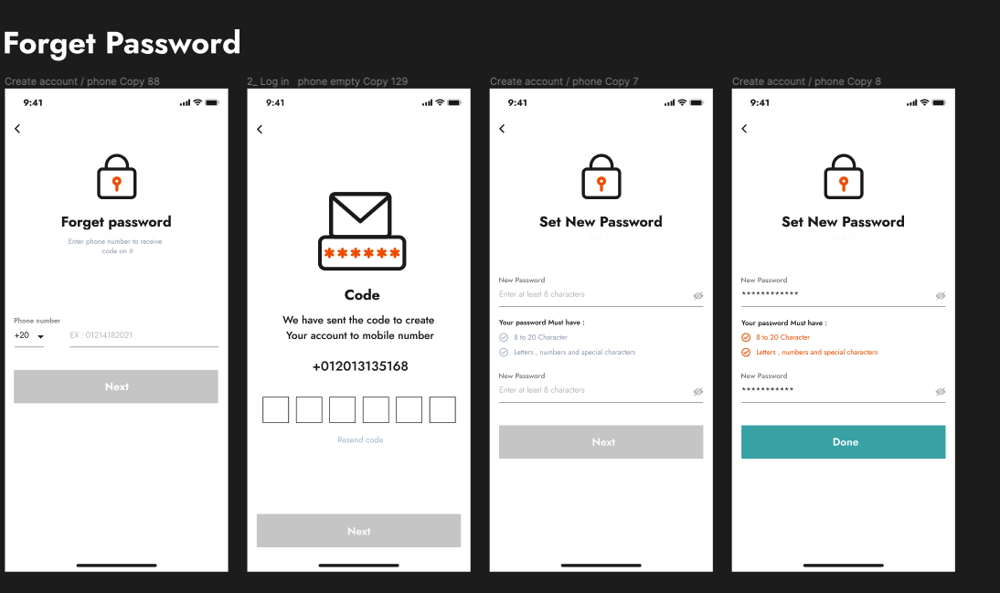 Forget Password
Create account / phone Copy 88
9:41
Forget password
Enter phone number to receive
code on it
Phone number
+20
EX : 01214182021
Next
2_ Log in phone empty Copy 129
9:41
******
Code
We have sent the code to create
Your account to mobile number
+012013135168
Resend code
Next
Create account / phone Copy 7
9:41
Set New Password
New Password
Enter at least 8 characters
Your password Must have :
8 to 20 Character
Letters , numbers and special characters
New Password
Enter at least 8 characters
Next
Create account / phone Copy 8
9:41
Set New Password
New Password
************
Your password Must have :
8 to 20 Character
Letters , numbers and special characters
New Password
***********
Done